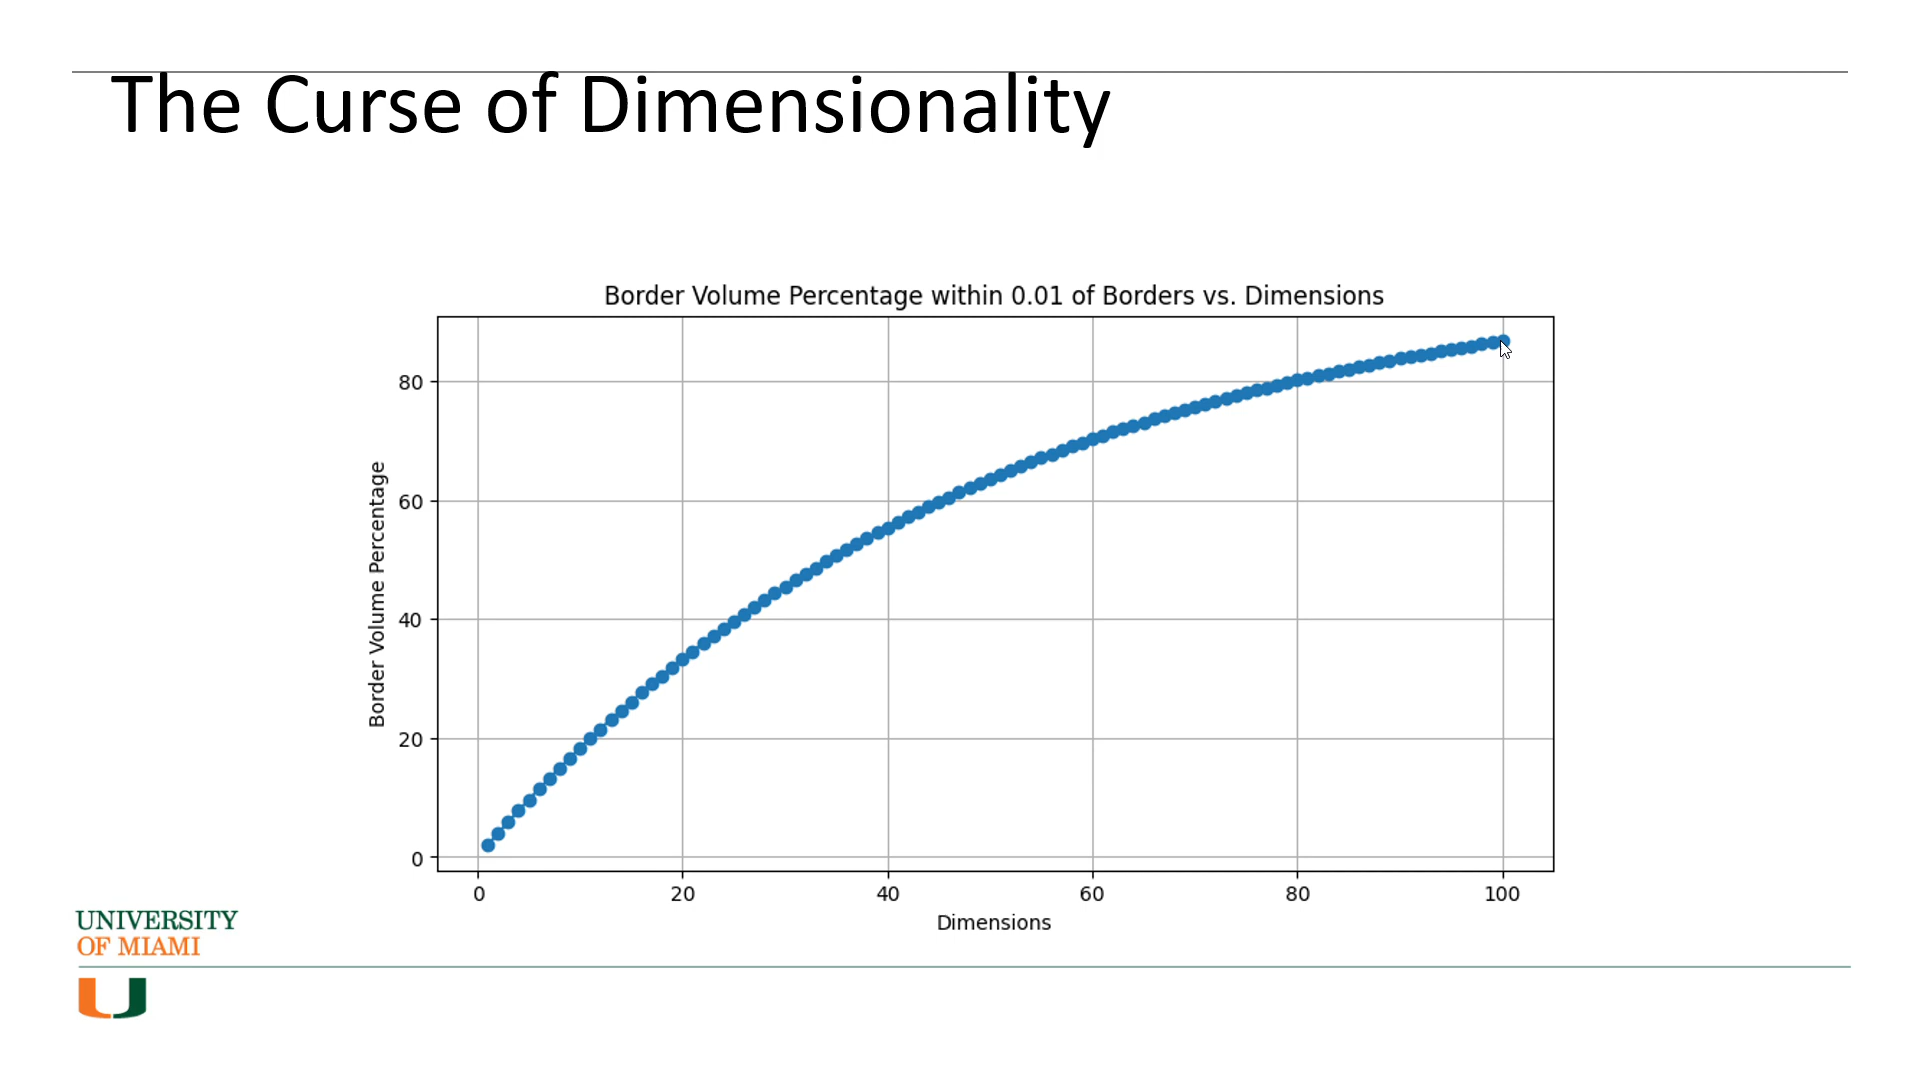 The Curse of Dimensionality
Border Volume Percentage within 0.01 of Borders vs. Dimensions
Border Volume Percentage
80
60
40
20
0
0 20 40 60 80 100
Dimensions
UNIVERSITY
OF MIAMI